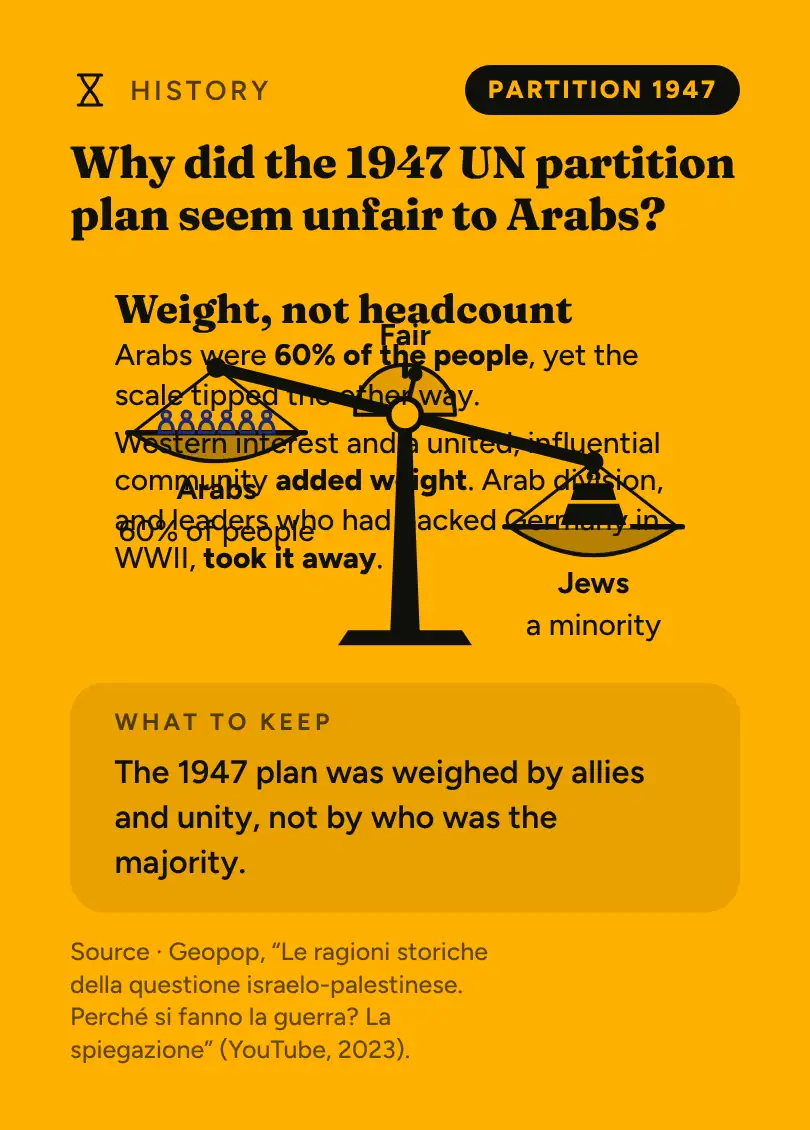 HISTORY
PARTITION 1947
Why did the 1947 UN partition
plan seem unfair to Arabs?
Weight, not headcount
Fair
Arabs were 60% of the people, yet the
scale tipped the other way.
Western interest and a united, influential
community added weight. Arab division,
and leaders who had backed Germany in
WWII, took it away.
Arabs
60% of people
Jews
a minority
WHAT TO KEEP
The 1947 plan was weighed by allies
and unity, not by who was the
majority.
Source · Geopop, “Le ragioni storiche
della questione israelo-palestinese.
Perché si fanno la guerra? La
spiegazione” (YouTube, 2023).